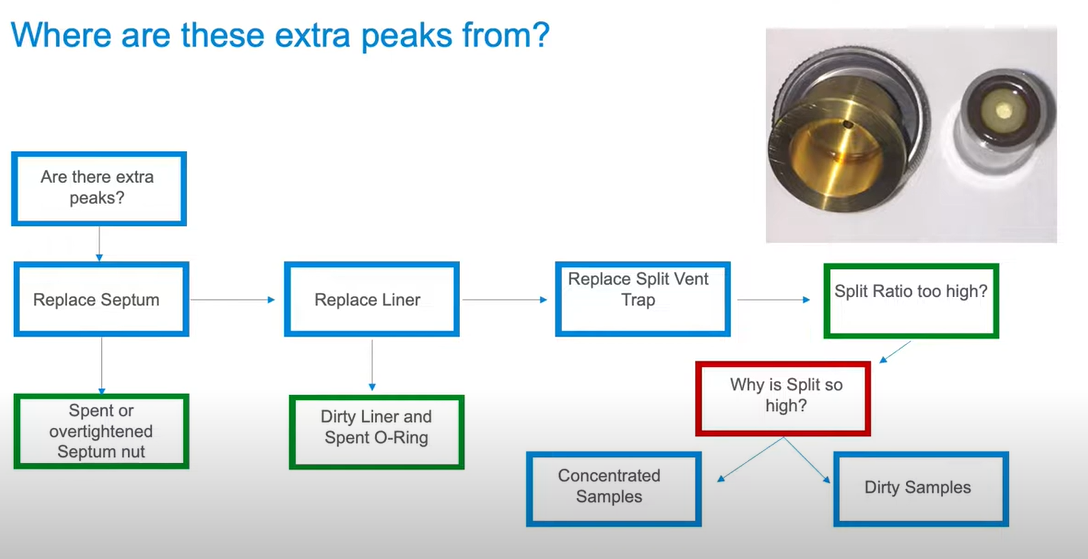 Where are these extra peaks from?
Are there extra
peaks?
Replace Septum
Replace Liner
Replace Split Vent
Trap
Split Ratio too high?
Why is Split so
high?
Spent or
overtightened
Septum nut
Dirty Liner and
Spent O-Ring
Concentrated
Samples
Dirty Samples